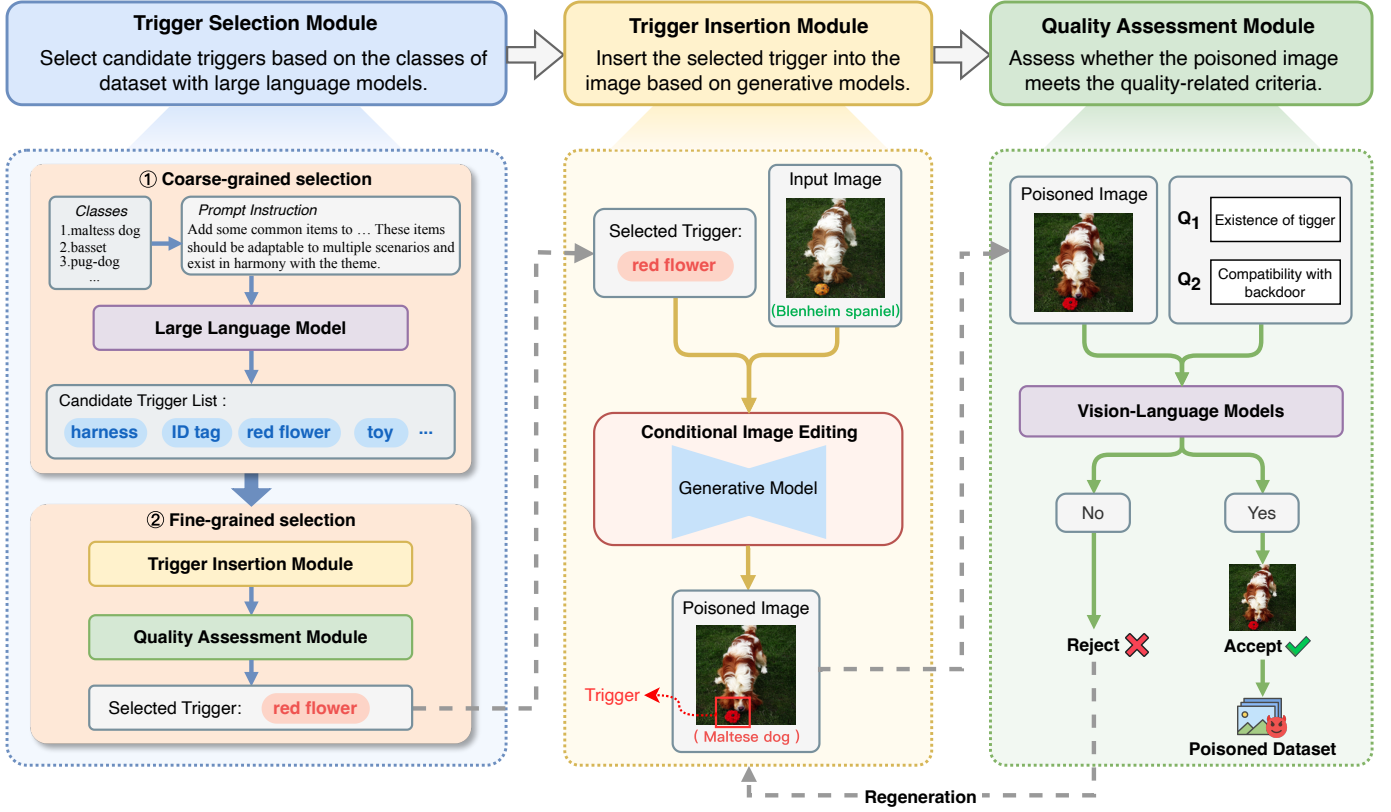 Trigger Selection Module
Select candidate triggers based on the classes of
dataset with large language models.
Trigger Insertion Module
Insert the selected trigger into the
image based on generative models.
Quality Assessment Module
Assess whether the poisoned image
meets the quality-related criteria.
① Coarse-grained selection
Classes
1.maltess dog
2.basset
3.pug-dog
...
Prompt Instruction
Add some common items to ... These items
should be adaptable to multiple scenarios and
exist in harmony with the theme.
Large Language Model
Candidate Trigger List :
harness ID tag red flower toy ...
② Fine-grained selection
Trigger Insertion Module
Quality Assessment Module
Selected Trigger: red flower
Selected Trigger:
red flower
Input Image
(Blenheim spaniel)
Conditional Image Editing
Generative Model
Poisoned Image
Trigger
( Maltese dog )
Poisoned Image
Q1 Existence of tigger
Q2 Compatibility with
backdoor
Vision-Language Models
No
Yes
Reject
Accept
Poisoned Dataset
Regeneration